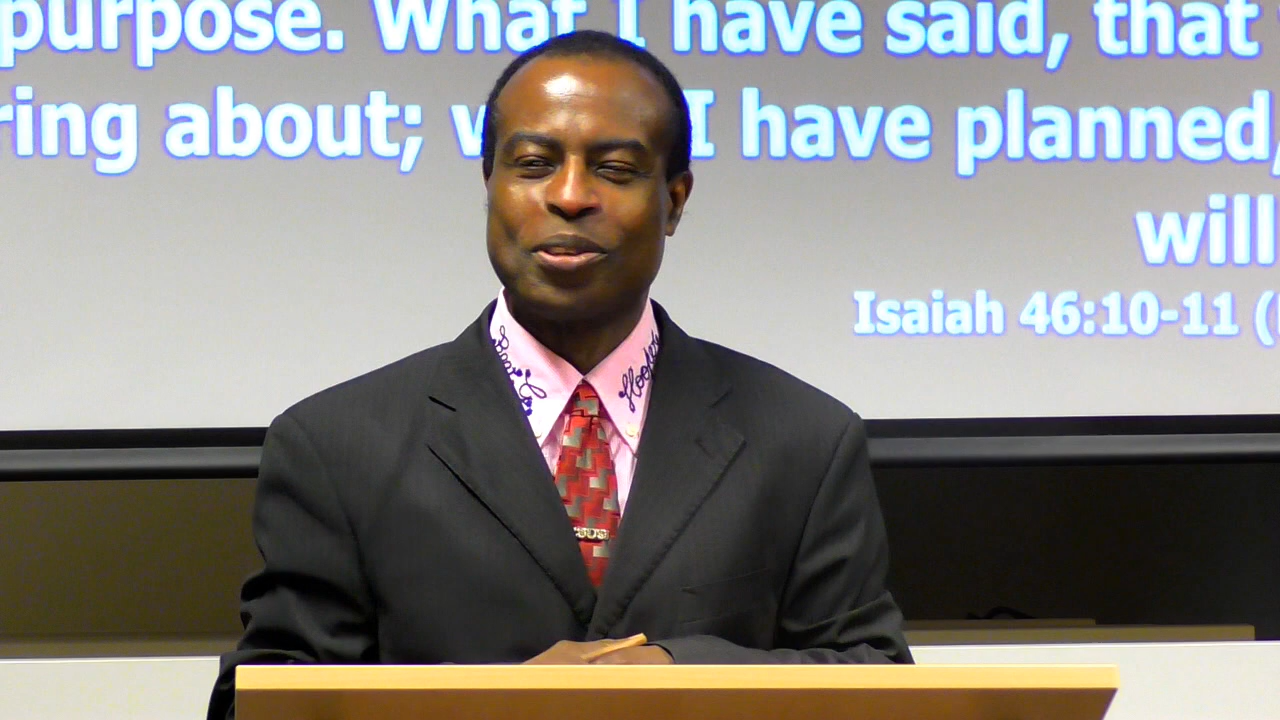 purpose. What I have said, that
ring about; w I have planned,
will
Isaiah 46:10-11 (